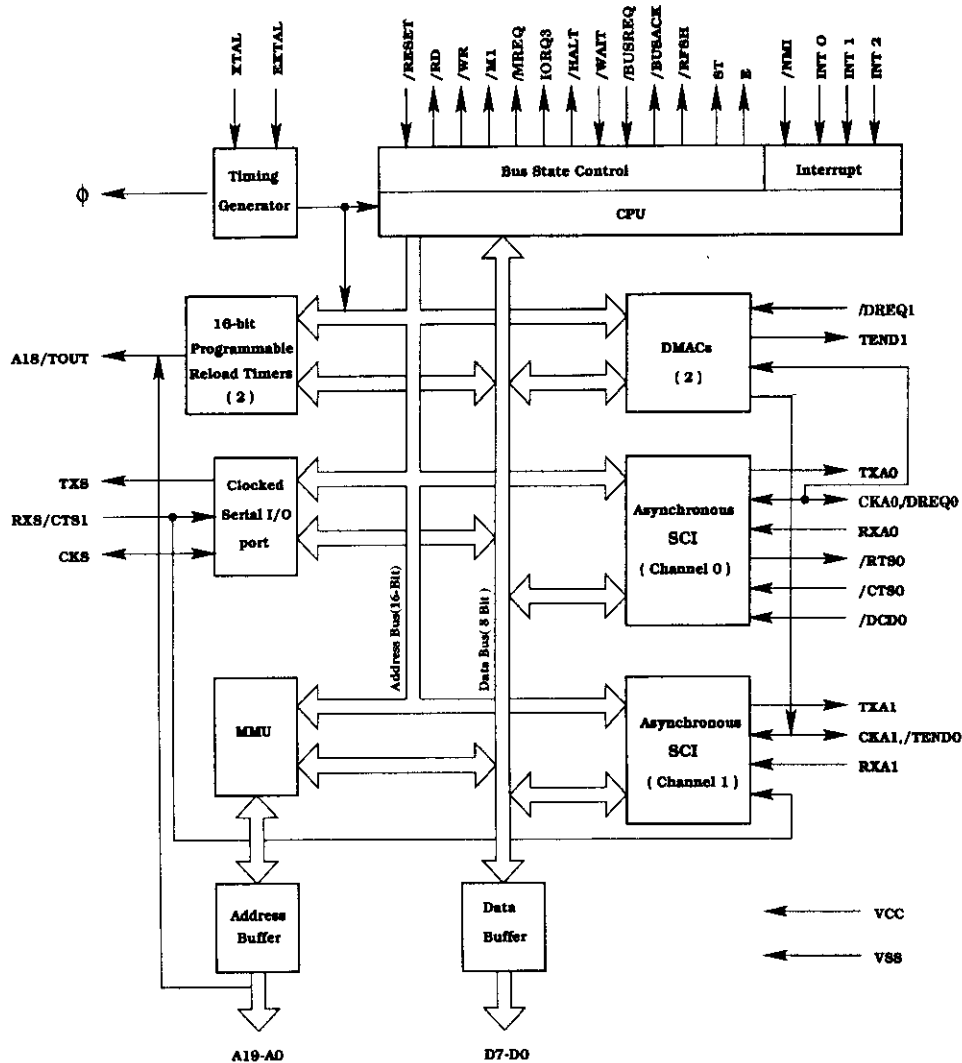 XTAL
EXTAL
/RESET
/RD
/WR
/M1
/MREQ
IORQ3
/HALT
/WAIT
/BUSREQ
/BUSACK
/RFSH
ST
E
/NMI
INT 0
INT 1
INT 2
Timing
Generator
Bus State Control
Interrupt
CPU
ϕ
16-bit
Programmable
Reload Timers
( 2 )
A18/TOUT
DMACs
( 2 )
/DREQ1
TEND1
TXS
RXS/CTS1
CKS
Clocked
Serial I/O
port
Address Bus(16-Bit)
Data Bus( 8 Bit)
Asynchronous
SCI
( Channel 0 )
TXA0
CKA0,/DREQ0
RXA0
/RTS0
/CTS0
/DCD0
MMU
Asynchronous
SCI
( Channel 1 )
TXA1
CKA1,/TEND0
RXA1
Address
Buffer
Data
Buffer
VCC
VSS
A19-A0
D7-D0